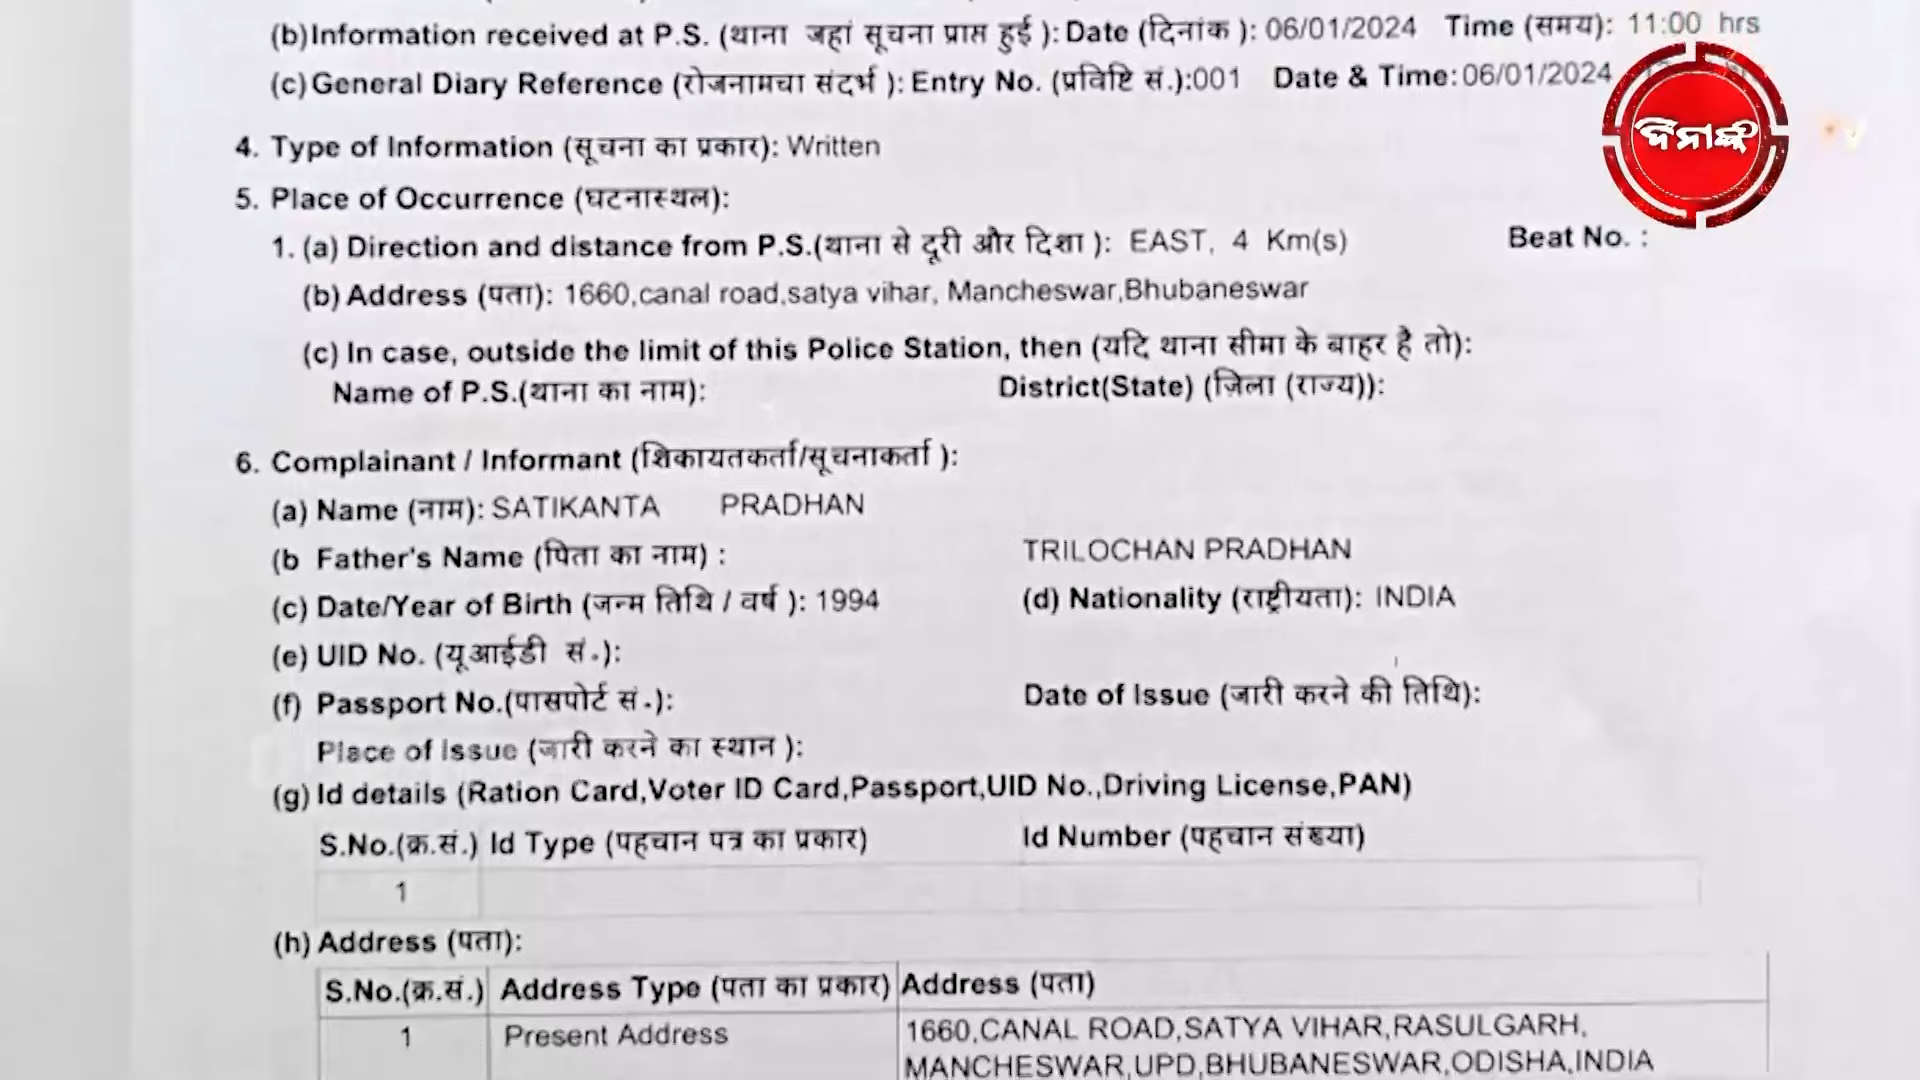 (b)Information received at P.S. (थाना जहां सूचना प्राप्त हुई ): Date (दिनांक ): 06/01/2024 Time (समय): 11:00 hrs
(c) General Diary Reference (रोजनामचा संदर्भ ): Entry No. (प्रविष्टि सं.):001 Date & Time:06/01/2024
ଦିନାଙ୍କ
4. Type of Information (सूचना का प्रकार): Written
5. Place of Occurrence (घटनास्थल):
1. (a) Direction and distance from P.S.(थाना से दूरी और दिशा ): EAST, 4 Km(s) Beat No. :
(b) Address (पता): 1660,canal road,satya vihar, Mancheswar,Bhubaneswar
(c) In case, outside the limit of this Police Station, then (यदि थाना सीमा के बाहर है तो):
Name of P.S.(थाना का नाम): District(State) (ज़िला (राज्य)):
6. Complainant / Informant (शिकायतकर्ता/सूचनाकर्ता ):
(a) Name (नाम): SATIKANTA PRADHAN
(b Father's Name (पिता का नाम) : TRILOCHAN PRADHAN
(c) Date/Year of Birth (जन्म तिथि / वर्ष ): 1994 (d) Nationality (राष्ट्रीयता): INDIA
(e) UID No. (यूआईडी सं.):
(f) Passport No.(पासपोर्ट सं.): Date of Issue (जारी करने की तिथि):
Place of Issue (जारी करने का स्थान ):
(g) Id details (Ration Card,Voter ID Card,Passport,UID No.,Driving License,PAN)
S.No.(क्र.सं.) Id Type (पहचान पत्र का प्रकार) Id Number (पहचान संख्या)
1
(h) Address (पता):
S.No.(क्र.सं.) Address Type (पता का प्रकार) Address (पता)
1 Present Address 1660,CANAL ROAD,SATYA VIHAR,RASULGARH,
MANCHESWAR,UPD,BHUBANESWAR,ODISHA,INDIA